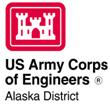 US Army Corps
of Engineers ®
Alaska District